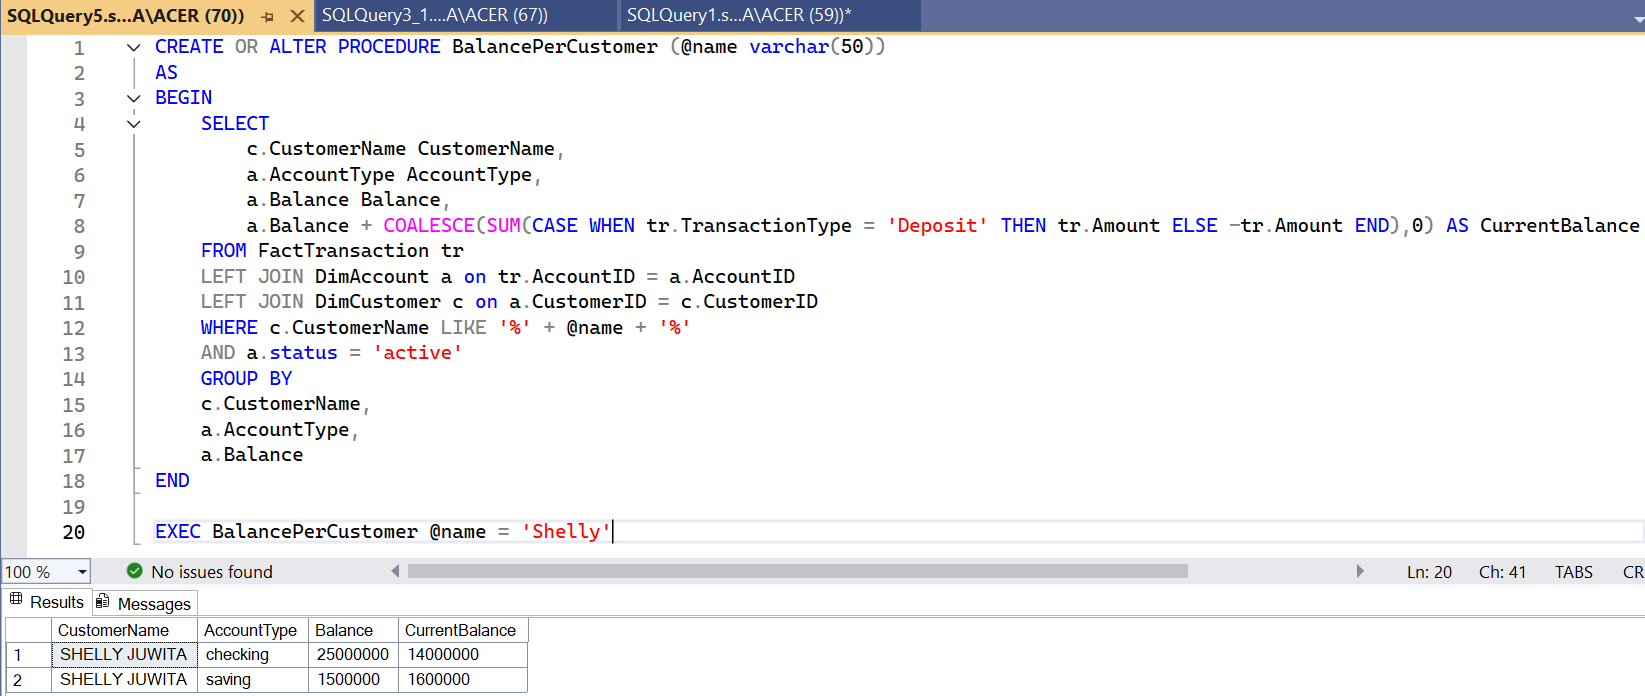 SQLQuery5.s...A\ACER (70)) SQLQuery3_1....A\ACER (67)) SQLQuery1.s...A\ACER (59))*
1 CREATE OR ALTER PROCEDURE BalancePerCustomer (@name varchar(50))
2 AS
3 BEGIN
4 SELECT
5 c.CustomerName CustomerName,
6 a.AccountType AccountType,
7 a.Balance Balance,
8 a.Balance + COALESCE(SUM(CASE WHEN tr.TransactionType = 'Deposit' THEN tr.Amount ELSE -tr.Amount END),0) AS CurrentBalance
9 FROM FactTransaction tr
10 LEFT JOIN DimAccount a on tr.AccountID = a.AccountID
11 LEFT JOIN DimCustomer c on a.CustomerID = c.CustomerID
12 WHERE c.CustomerName LIKE '%' + @name + '%'
13 AND a.status = 'active'
14 GROUP BY
15 c.CustomerName,
16 a.AccountType,
17 a.Balance
18 END
19
20 EXEC BalancePerCustomer @name = 'Shelly'
100 % No issues found Ln: 20 Ch: 41 TABS CR
Results Messages
CustomerName AccountType Balance CurrentBalance
1 SHELLY JUWITA checking 25000000 14000000
2 SHELLY JUWITA saving 1500000 1600000